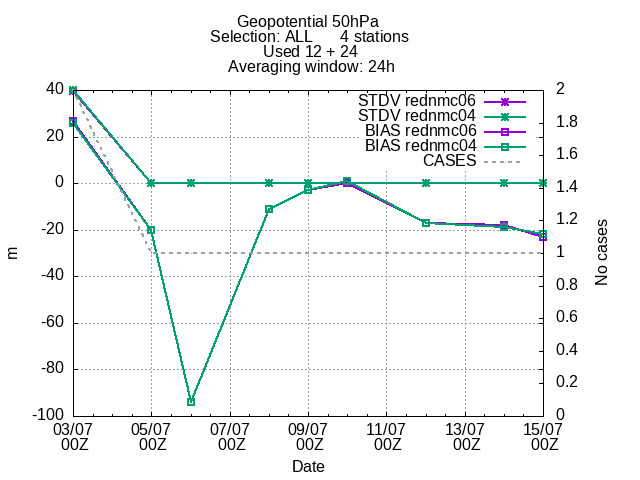 Geopotential 50hPa
Selection: ALL      4 stations
Used 12 + 24
Averaging window: 24h
STDV rednmc06
STDV rednmc04
BIAS rednmc06
BIAS rednmc04
CASES
40
20
0
-20
-40
-60
-80
-100
m
2
1.8
1.6
1.4
1.2
1
0.8
0.6
0.4
0.2
0
No cases
03/07 05/07 07/07 09/07 11/07 13/07 15/07
00Z 00Z 00Z 00Z 00Z 00Z 00Z
Date